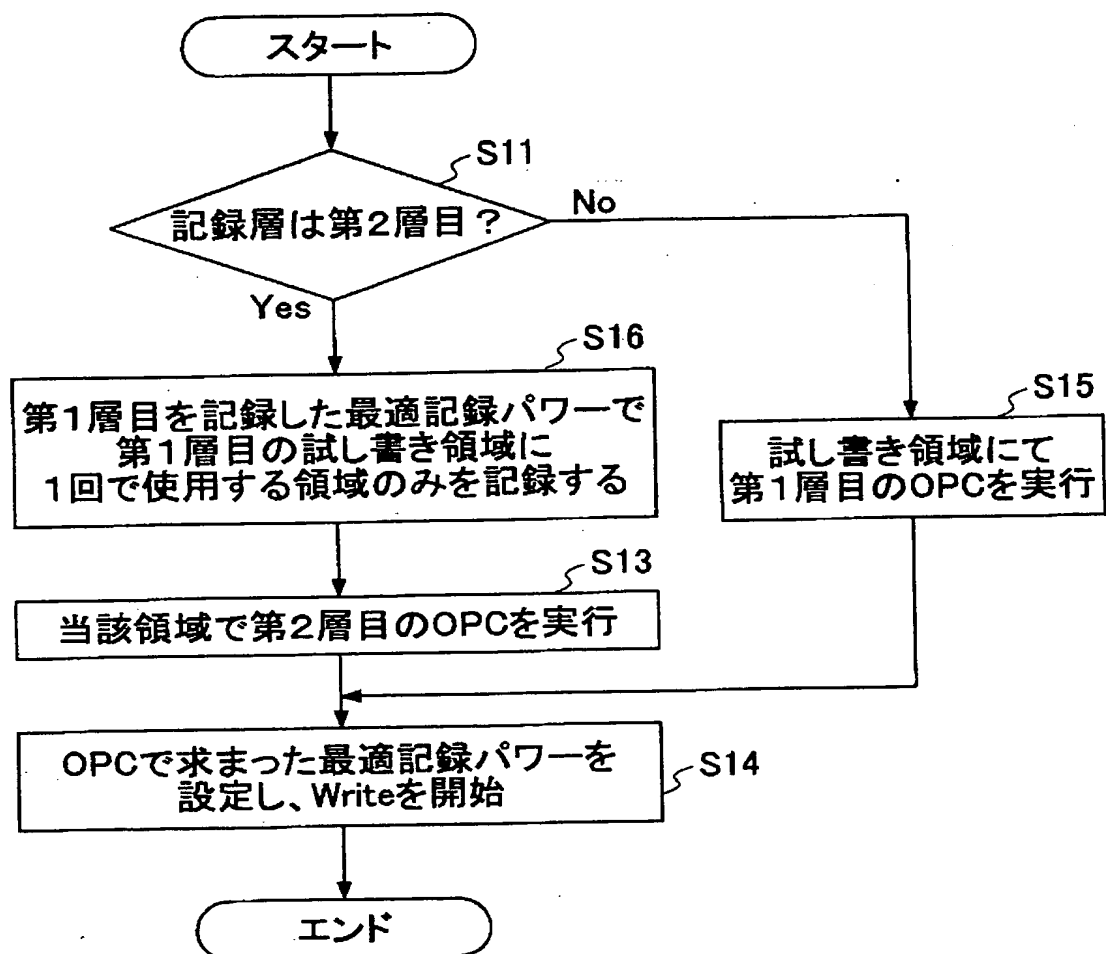 スタート
S11
記録層は第2層目？
No
Yes
S16
第1層目を記録した最適記録パワーで
第1層目の試し書き領域に
1回で使用する領域のみを記録する
S15
試し書き領域にて
第1層目のOPCを実行
S13
当該領域で第2層目のOPCを実行
OPCで求まった最適記録パワーを
設定し、Writeを開始
S14
エンド